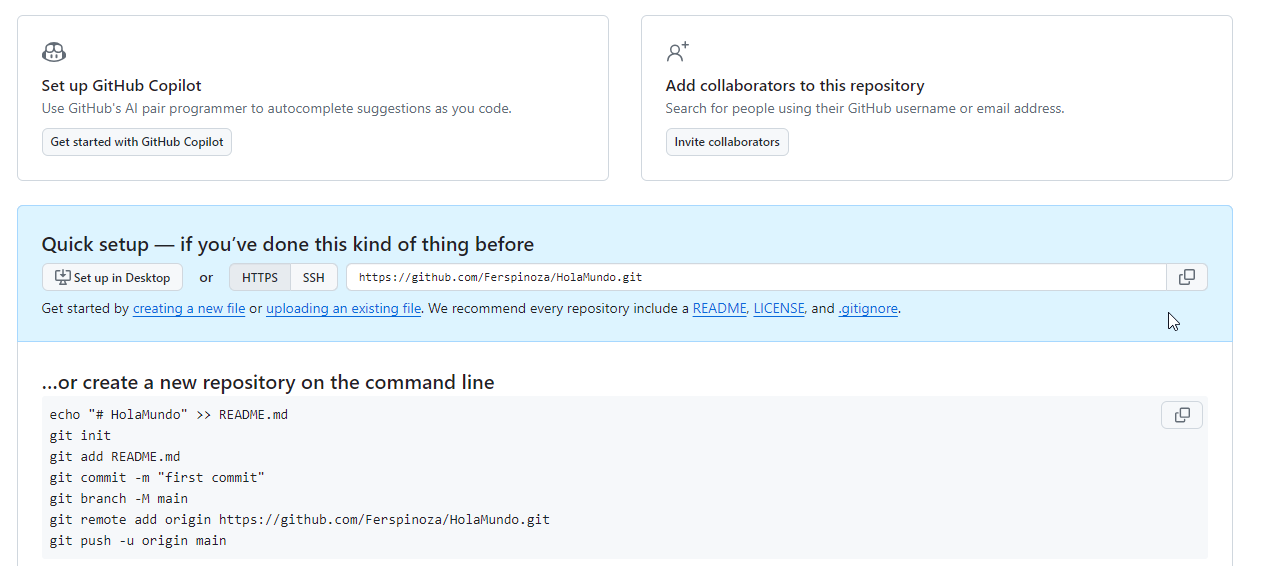 Set up GitHub Copilot
Use GitHub's AI pair programmer to autocomplete suggestions as you code.
Get started with GitHub Copilot
Add collaborators to this repository
Search for people using their GitHub username or email address.
Invite collaborators
Quick setup — if you’ve done this kind of thing before
Set up in Desktop or HTTPS SSH https://github.com/Ferspinoza/HolaMundo.git
Get started by creating a new file or uploading an existing file. We recommend every repository include a README, LICENSE, and .gitignore.
…or create a new repository on the command line
echo "# HolaMundo" >> README.md
git init
git add README.md
git commit -m "first commit"
git branch -M main
git remote add origin https://github.com/Ferspinoza/HolaMundo.git
git push -u origin main